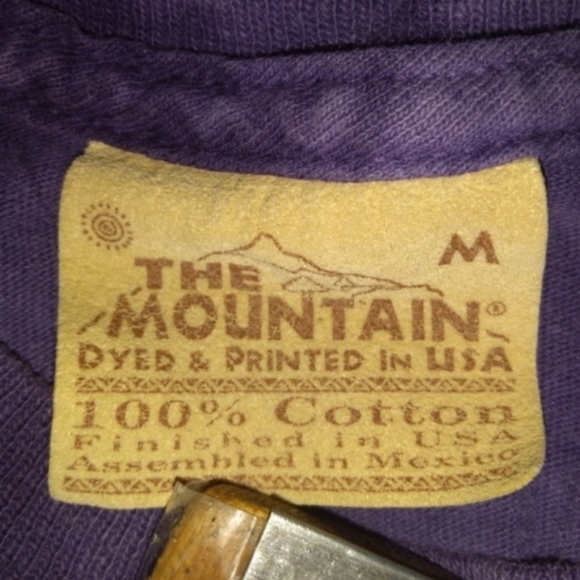 M
THE
MOUNTAIN®
DYED & PRINTED IN USA
100% Cotton
Finished in USA
Assembled in Mexico